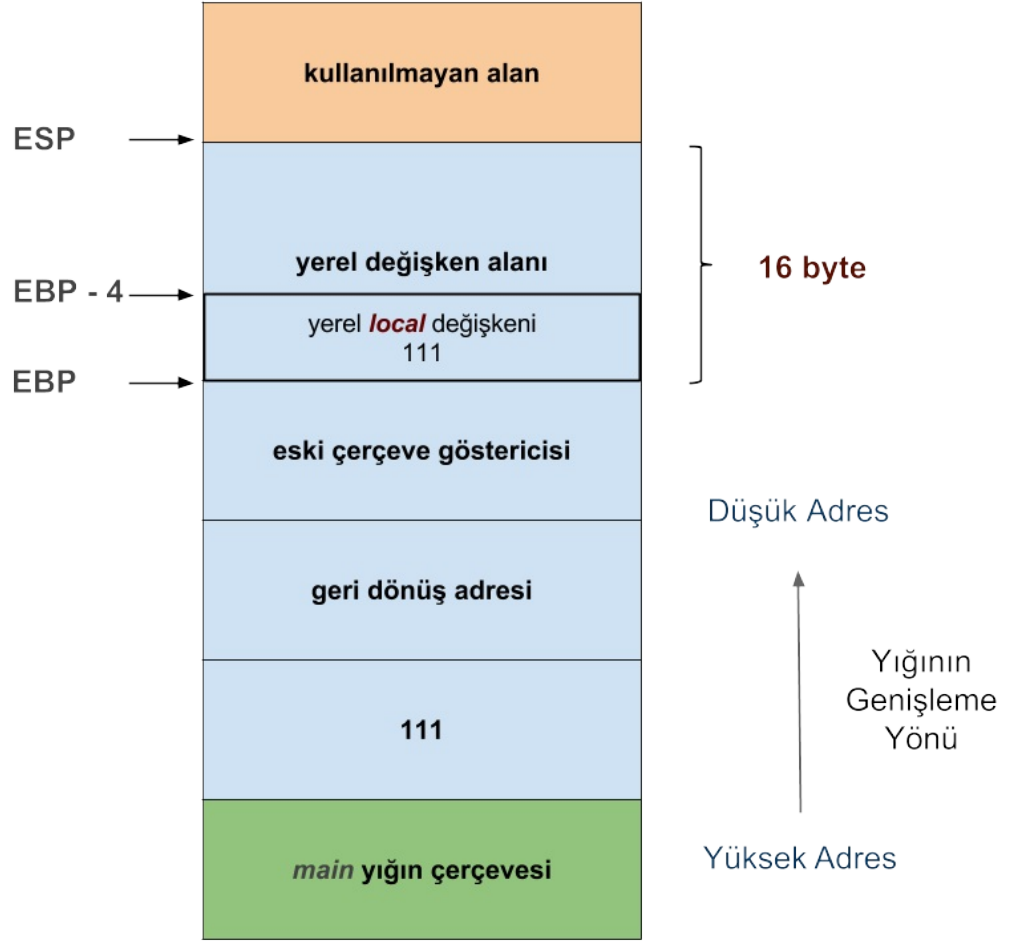 kullanılmayan alan
ESP
yerel değişken alanı
16 byte
EBP - 4
yerel local değişkeni
111
EBP
eski çerçeve göstericisi
Düşük Adres
geri dönüş adresi
Yığının
Genişleme
Yönü
111
Yüksek Adres
main yığın çerçevesi